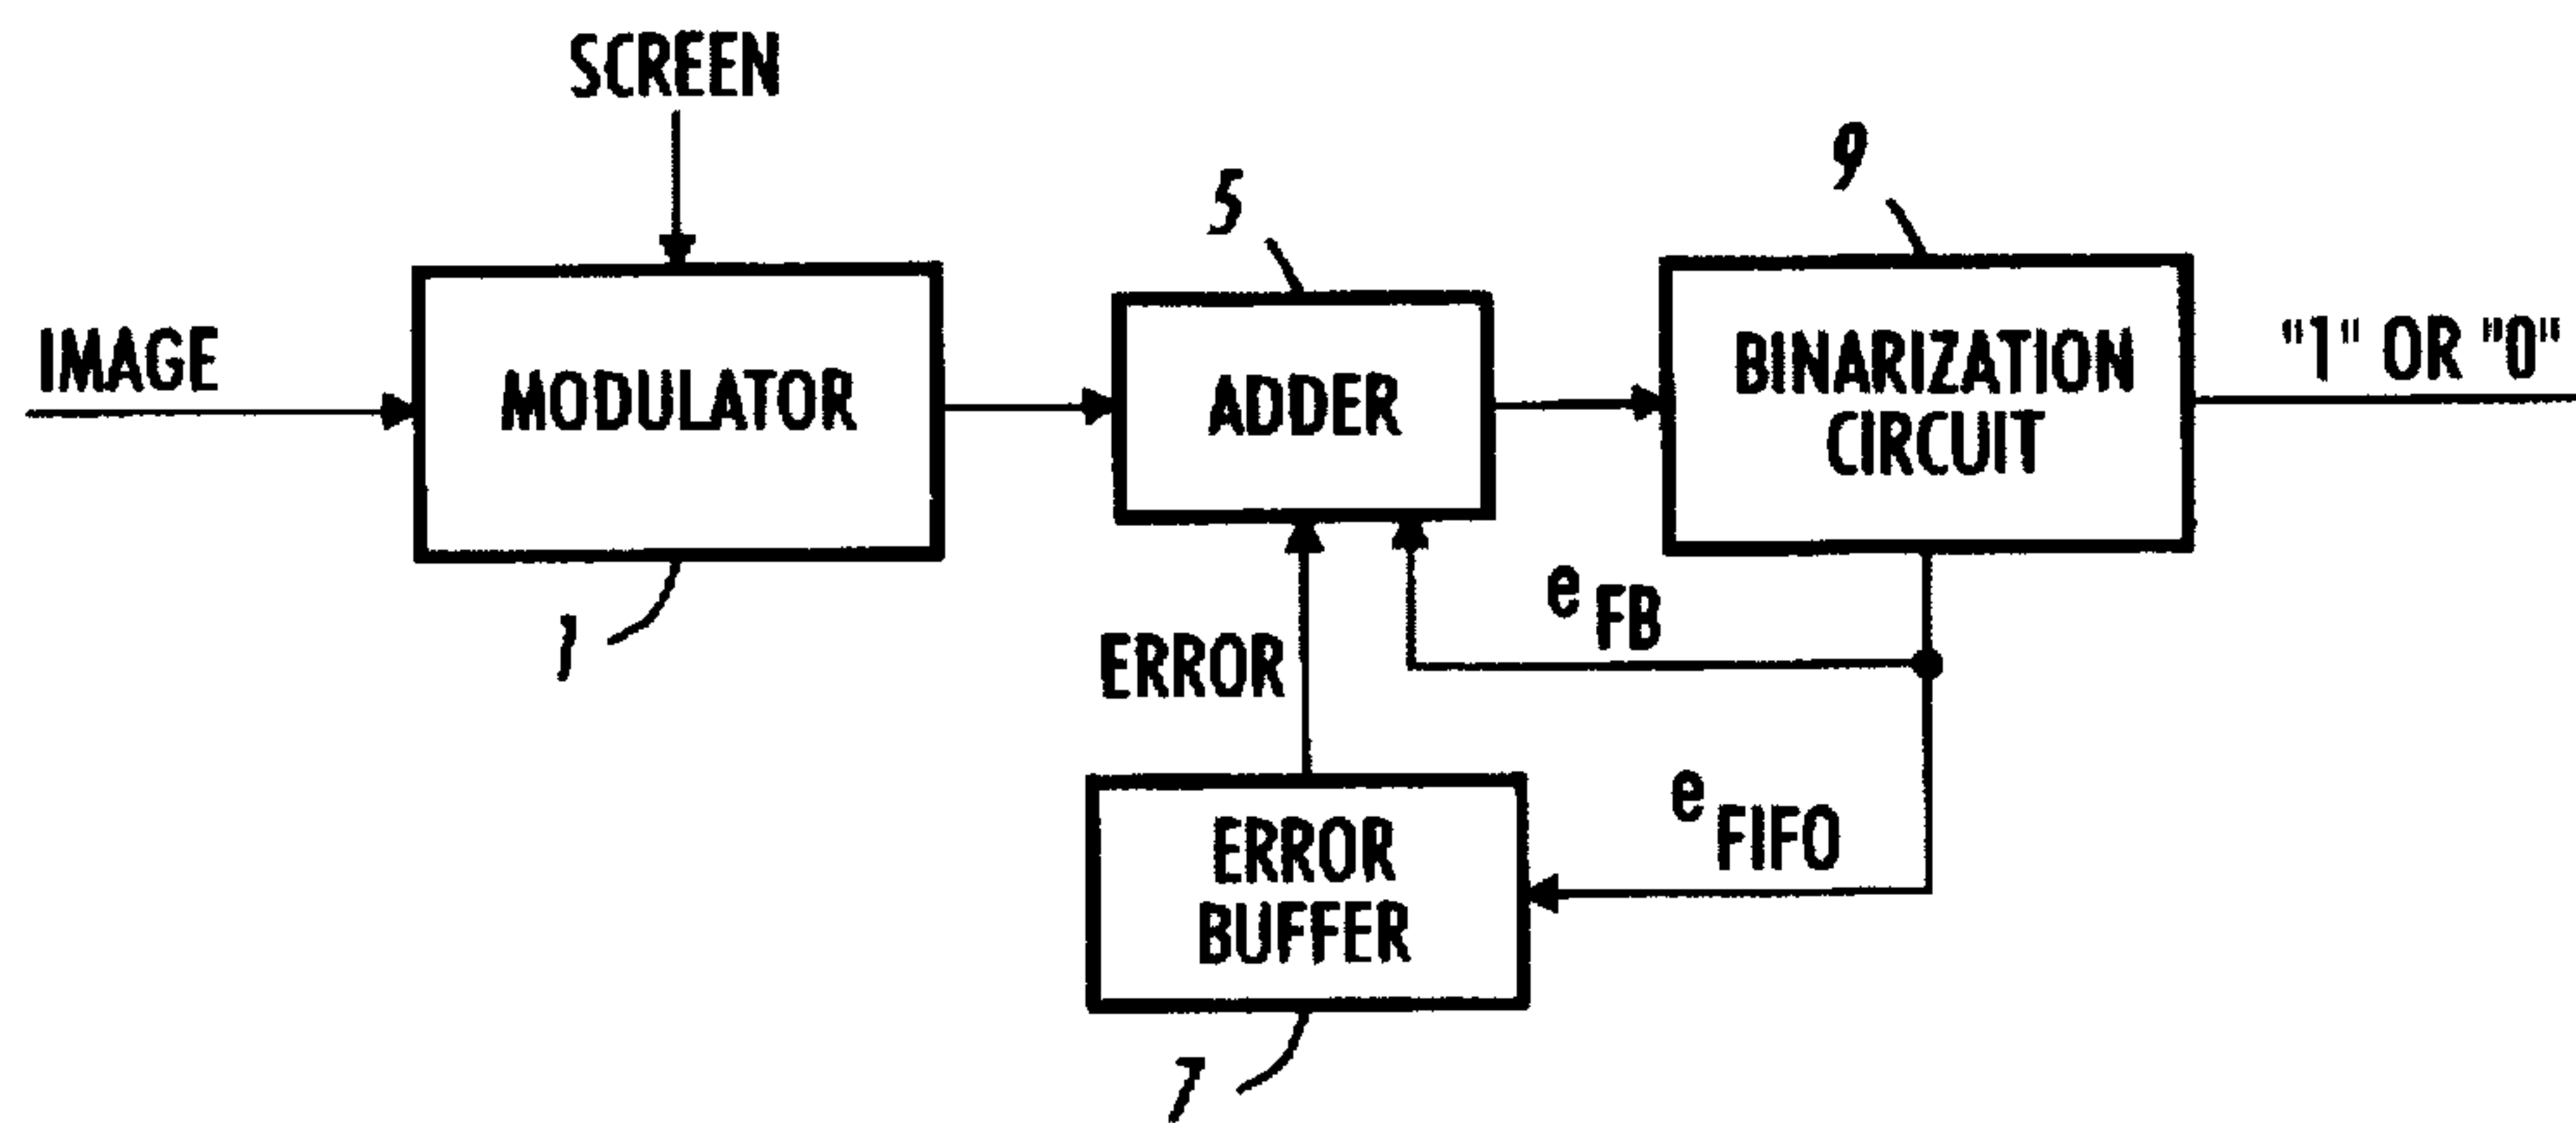 SCREEN
IMAGE
MODULATOR
1
5
ADDER
9
BINARIZATION
CIRCUIT
"1" OR "0"
e FB
ERROR
e FIFO
ERROR
BUFFER
7